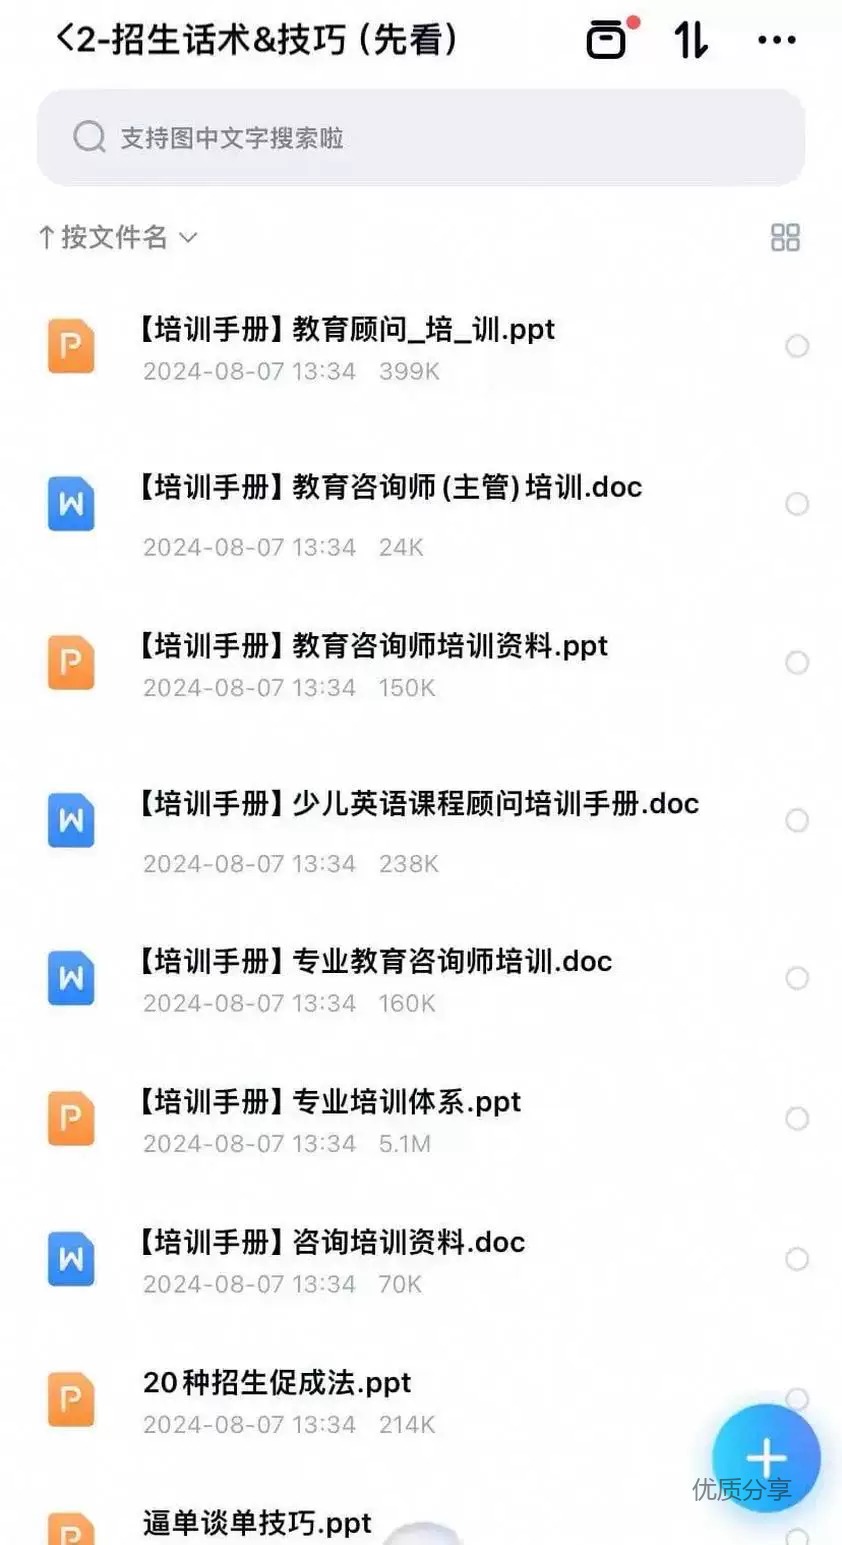 2-招生话术&技巧（先看）
支持图中文字搜索啦
↑按文件名
【培训手册】教育顾问_培_训.ppt
2024-08-07 13:34 399K
【培训手册】教育咨询师(主管)培训.doc
2024-08-07 13:34 24K
【培训手册】教育咨询师培训资料.ppt
2024-08-07 13:34 150K
【培训手册】少儿英语课程顾问培训手册.doc
2024-08-07 13:34 238K
【培训手册】专业教育咨询师培训.doc
2024-08-07 13:34 160K
【培训手册】专业培训体系.ppt
2024-08-07 13:34 5.1M
【培训手册】咨询培训资料.doc
2024-08-07 13:34 70K
20种招生促成法.ppt
2024-08-07 13:34 214K
优质分享
逼单谈单技巧.ppt